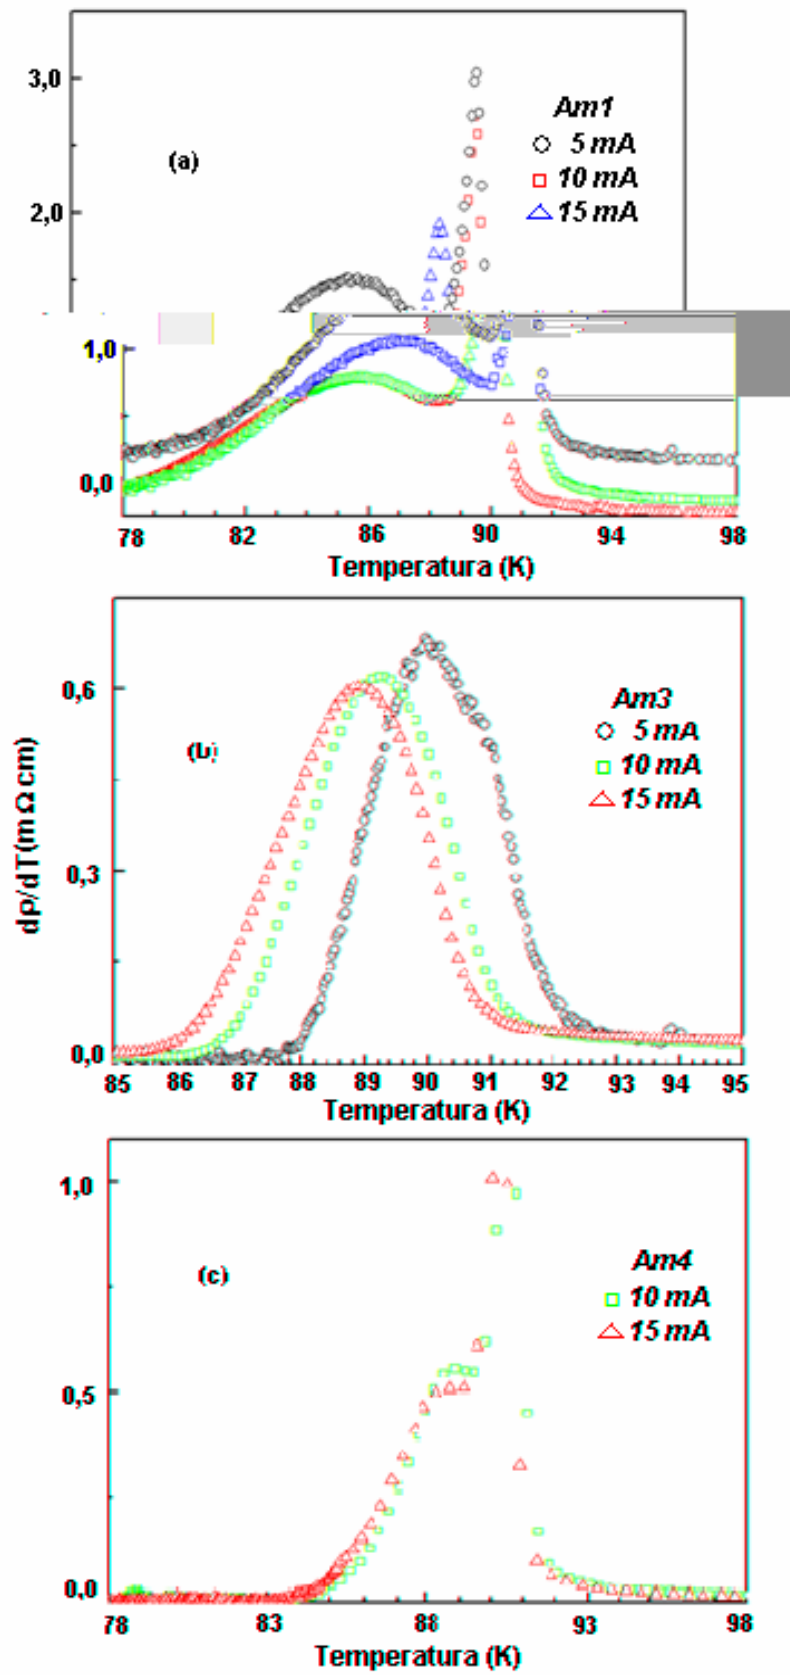 3,0
Am1
5 mA
(a)
10 mA
2,0
15 mA
1,0
0,0
78 82 86 90 94 98
Temperatura (K)
0,6
Am3
5 mA
(b)
10 mA
15 mA
dρ/dT(m Ω cm)
0,3
0,0
85 86 87 88 89 90 91 92 93 94 95
Temperatura (K)
1,0
(c)
Am4
10 mA
15 mA
0,5
0,0
78 83 88 93 98
Temperatura (K)